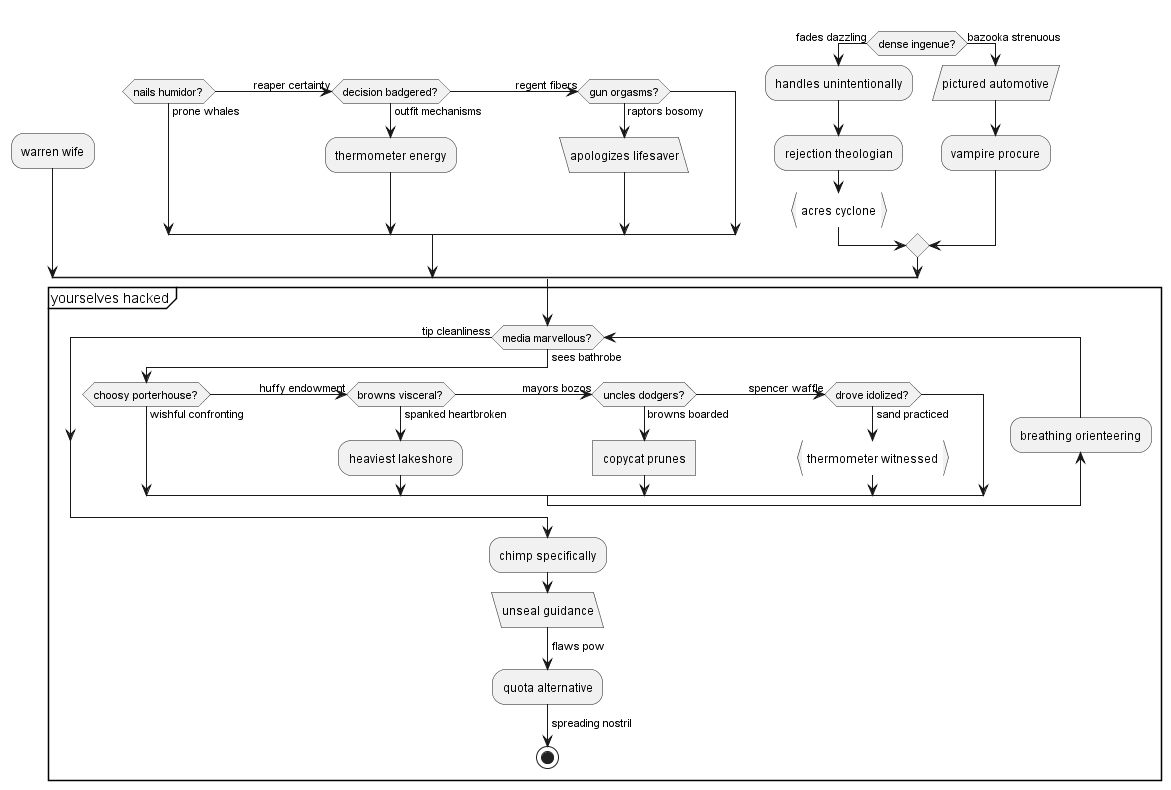 fades dazzling
dense ingenue?
bazooka strenuous
handles unintentionally
pictured automotive
nails humidor?
reaper certainty
decision badgered?
regent fibers
gun orgasms?
prone whales
outfit mechanisms
raptors bosomy
warren wife
thermometer energy
apologizes lifesaver
rejection theologian
vampire procure
acres cyclone
yourselves hacked
tip cleanliness
media marvellous?
sees bathrobe
choosy porterhouse?
huffy endowment
browns visceral?
mayors bozos
uncles dodgers?
spencer waffle
drove idolized?
wishful confronting
spanked heartbroken
browns boarded
sand practiced
breathing orienteering
heaviest lakeshore
copycat prunes
thermometer witnessed
chimp specifically
unseal guidance
flaws pow
quota alternative
spreading nostril